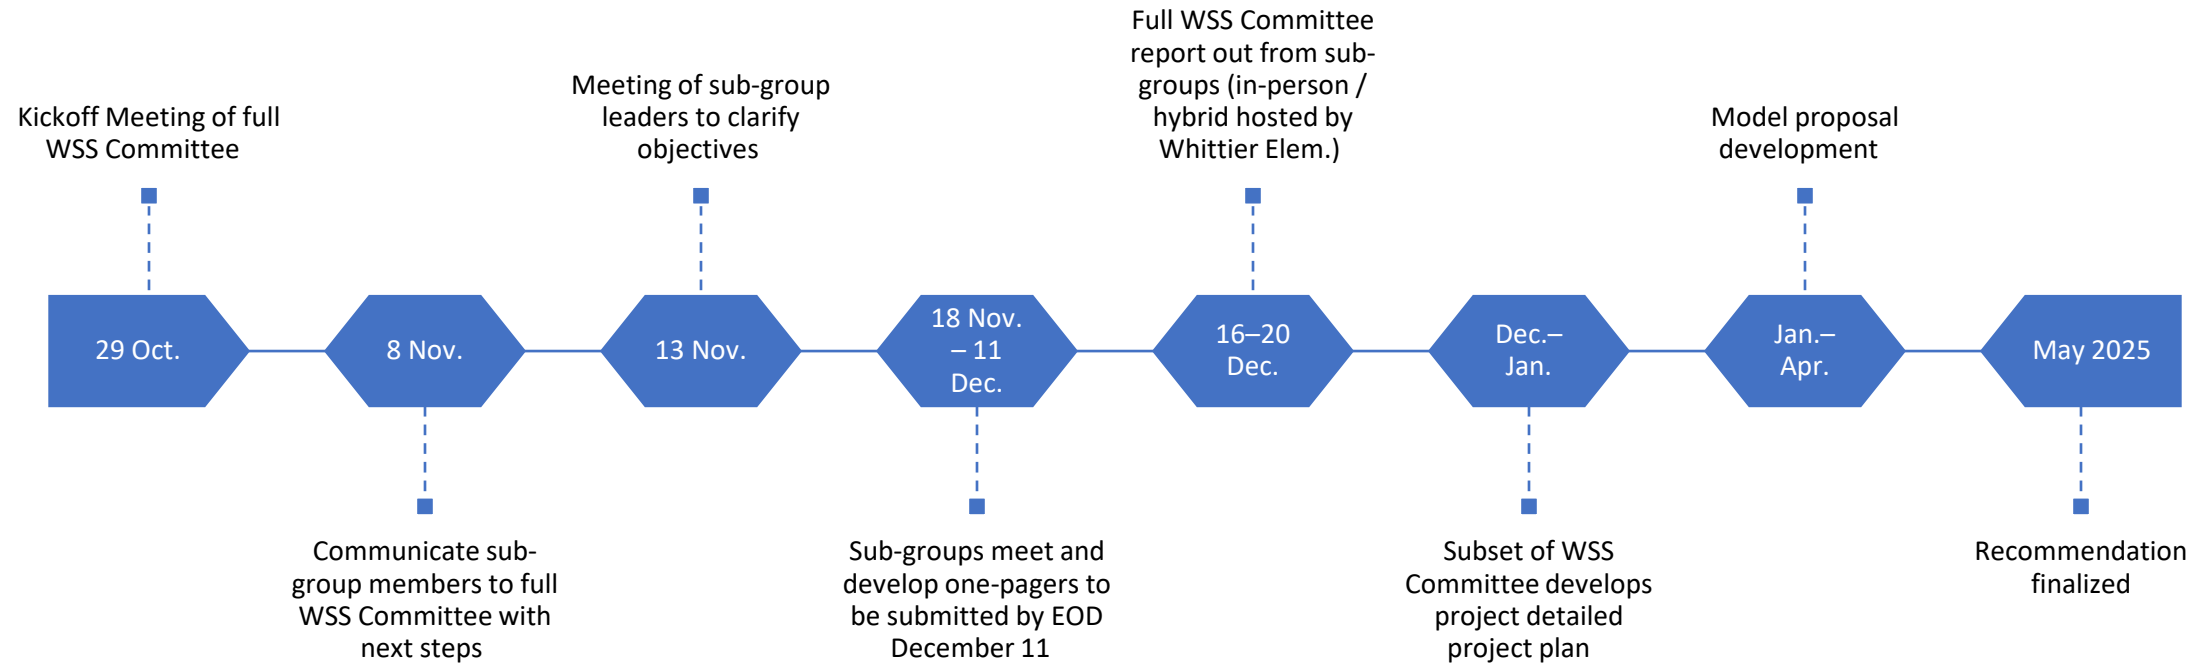 Kickoff Meeting of full
WSS Committee
Meeting of sub-group
leaders to clarify
objectives
Full WSS Committee
report out from sub-
groups (in-person /
hybrid hosted by
Whittier Elem.)
Model proposal
development
29 Oct.
8 Nov.
13 Nov.
18 Nov.
– 11
Dec.
16–20
Dec.
Dec.–
Jan.
Jan.–
Apr.
May 2025
Communicate sub-
group members to full
WSS Committee with
next steps
Sub-groups meet and
develop one-pagers to
be submitted by EOD
December 11
Subset of WSS
Committee develops
project detailed
project plan
Recommendation
finalized